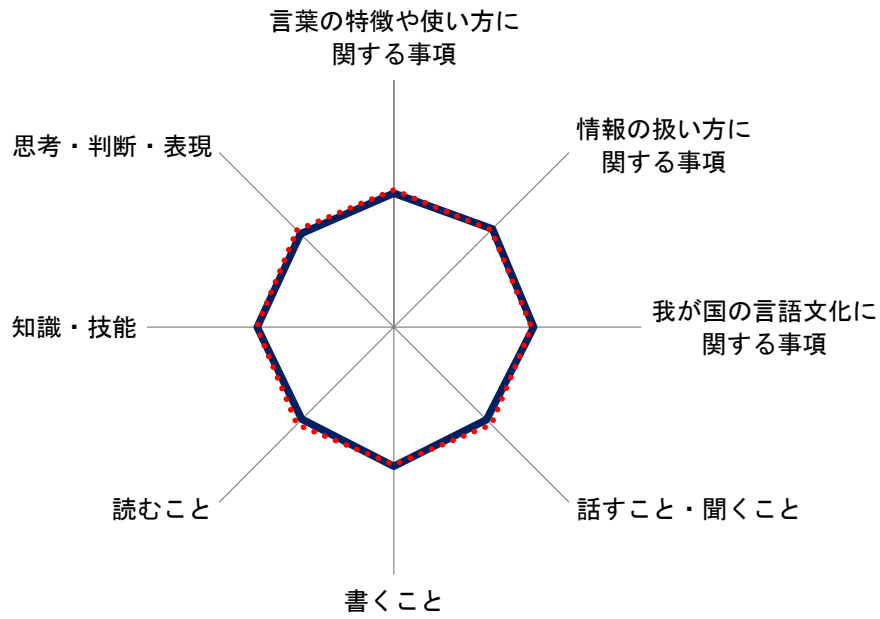 言葉の特徴や使い方に
関する事項
情報の扱い方に
関する事項
我が国の言語文化に
関する事項
話すこと・聞くこと
書くこと
読むこと
知識・技能
思考・判断・表現